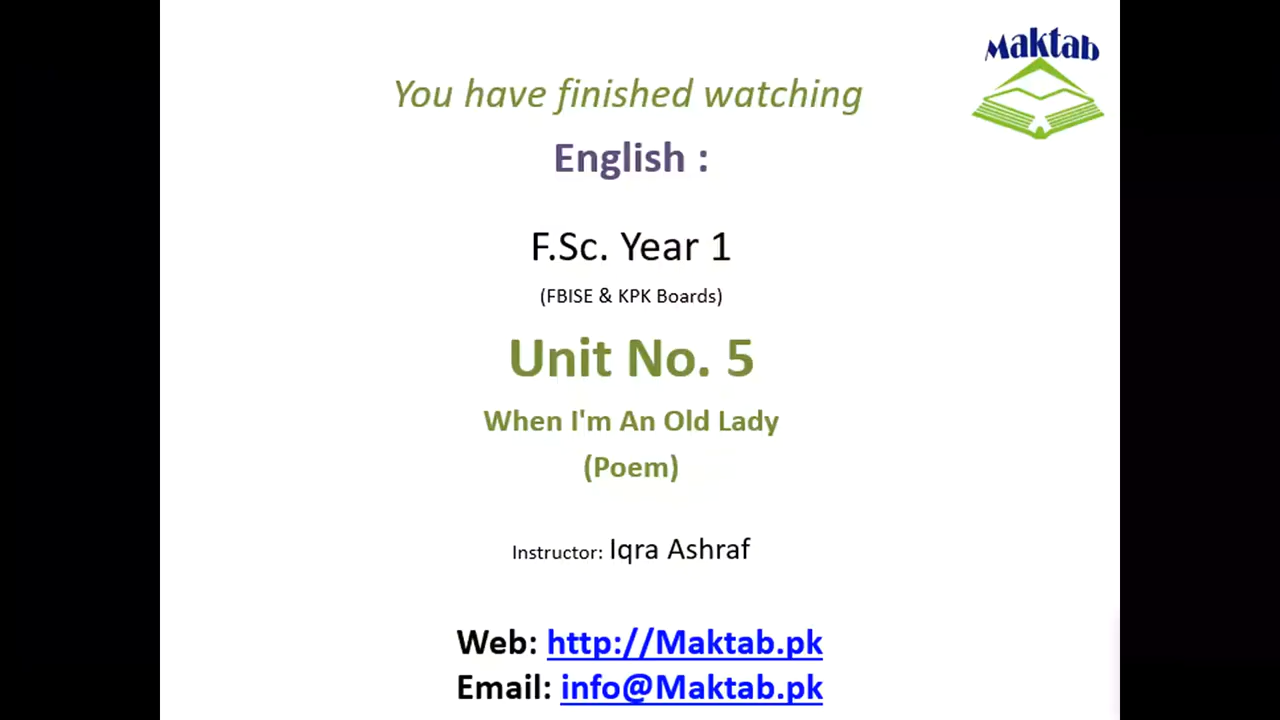 Maktab
You have finished watching
English :
F.Sc. Year 1
(FBISE & KPK Boards)
Unit No. 5
When I'm An Old Lady
(Poem)
Instructor: Iqra Ashraf
Web: http://Maktab.pk
Email: info@Maktab.pk